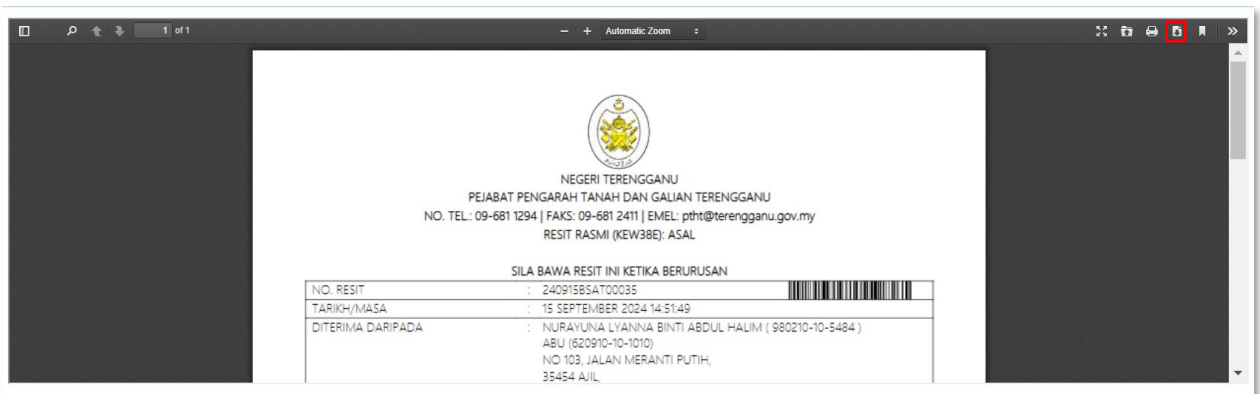 1 of 1
Automatic Zoom
NEGERI TERENGGANU
PEJABAT PENGARAH TANAH DAN GALIAN TERENGGANU
NO. TEL.: 09-681 1294 | FAKS: 09-681 2411 | EMEL: ptht@terengganu.gov.my
RESIT RASMI (KEW38E): ASAL
SILA BAWA RESIT INI KETIKA BERURUSAN
NO. RESIT : 240915BSAT00035
TARIKH/MASA : 15 SEPTEMBER 2024 14:51:49
DITERIMA DARIPADA : NURAYUNA LYANNA BINTI ABDUL HALIM ( 980210-10-5484 )
ABU (620910-10-1010)
NO 103, JALAN MERANTI PUTIH,
35454 AJIL,